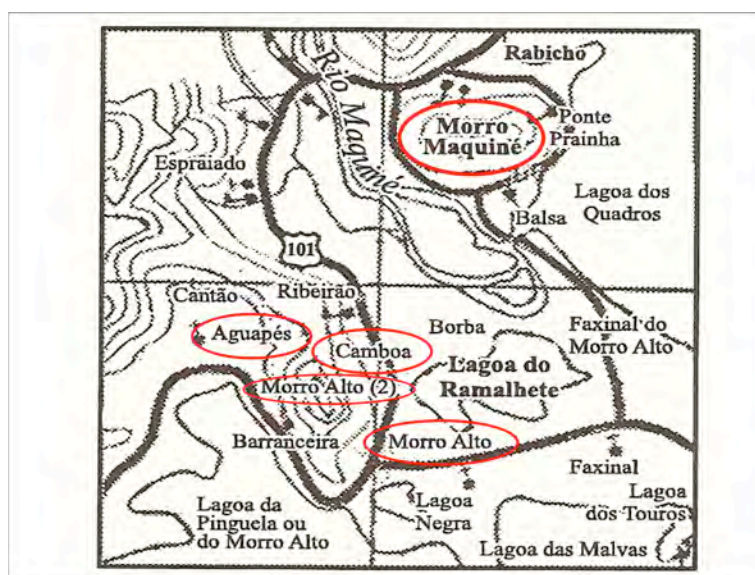 Rabicho
Rio Maquiné
Morro
Maquiné
Ponte
Prainha
Espraiado
Lagoa dos
Quadros
Balsa
101
Cantão
Ribeirão
Aguapés
Camboa
Borba
Faxinal do
Morro Alto
Lagoa do
Ramalhete
Morro Alto (2)
Barranceira
Morro Alto
Faxinal
Lagoa da
Pinguela ou
do Morro Alto
Lagoa
Negra
Lagoa
dos Touros
Lagoa das Malvas